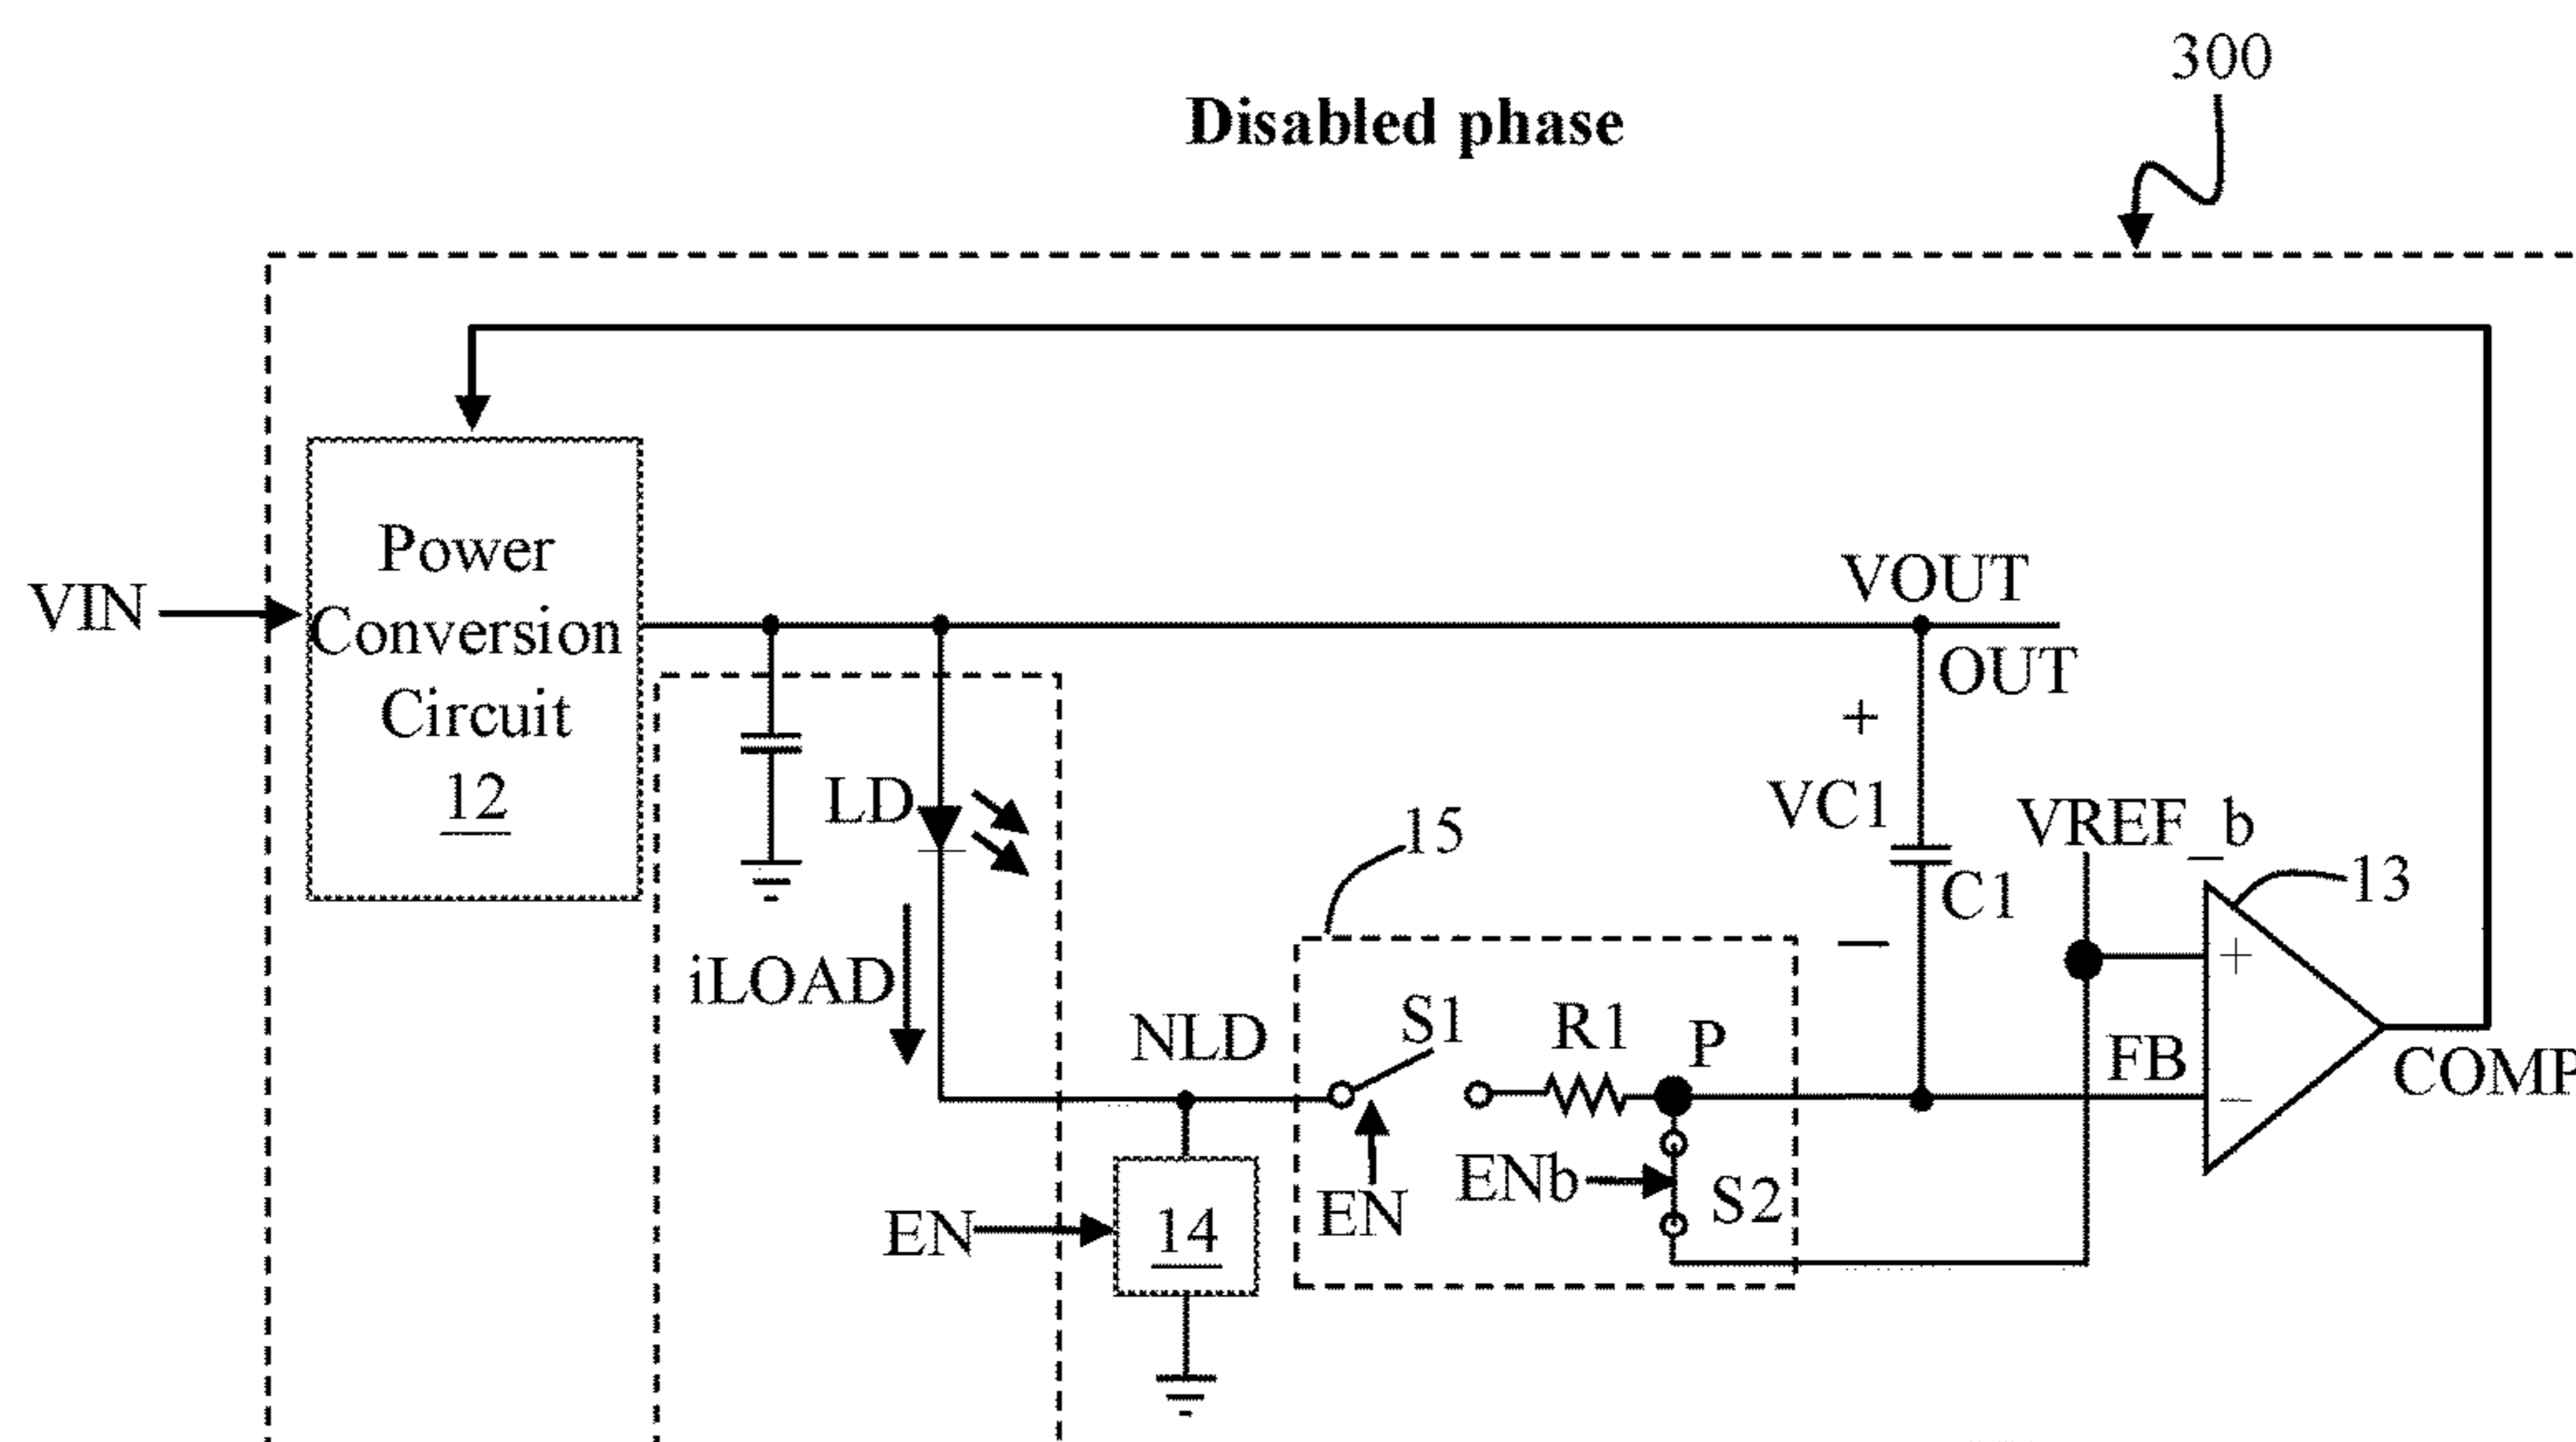 300
Disabled phase
Power
Conversion
Circuit
12
VIN
VOUT
OUT
+
VC1
C1
−
VREF_b
13
LD
15
iLOAD
NLD
S1
R1
P
FB
+
−
COMP
EN
ENb
S2
EN
14